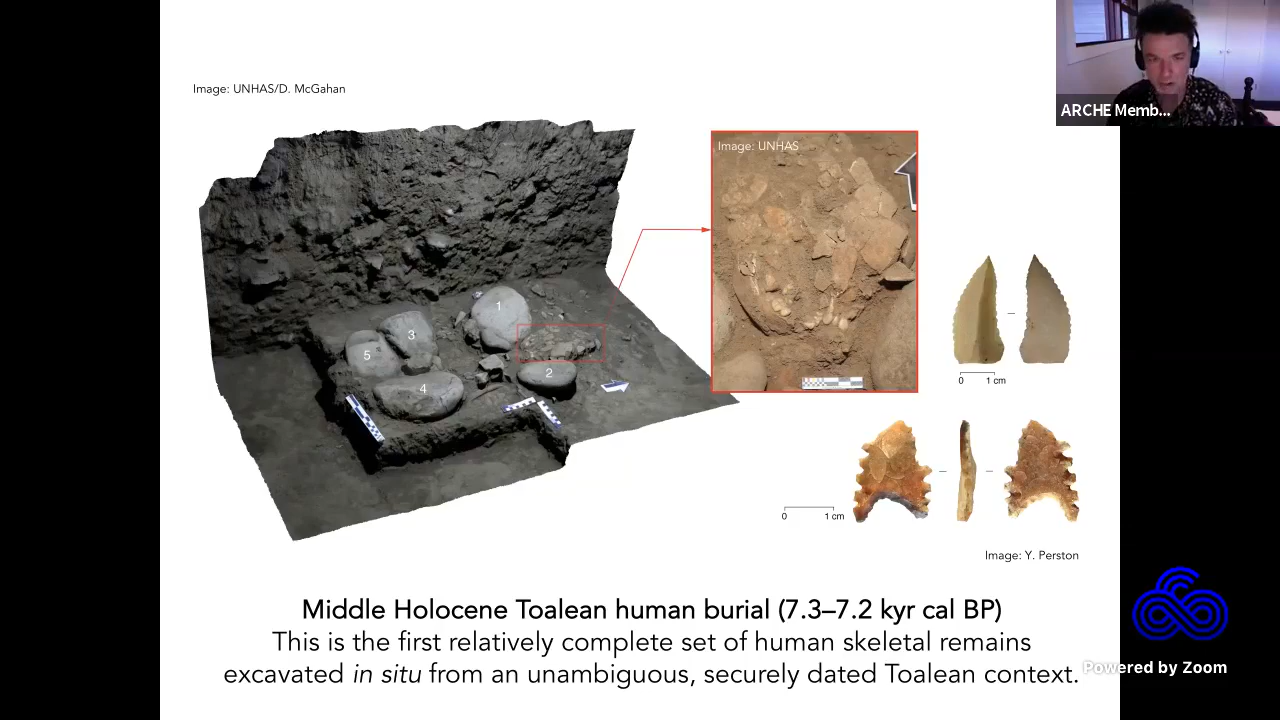 ARCHE Memb...
Image: UNHAS/D. McGahan
Image: UNHAS
1
3
5
2
4
0 1 cm
0 1 cm
Image: Y. Perston
Middle Holocene Toalean human burial (7.3–7.2 kyr cal BP)
This is the first relatively complete set of human skeletal remains
excavated in situ from an unambiguous, securely dated Toalean context.
Powered by Zoom